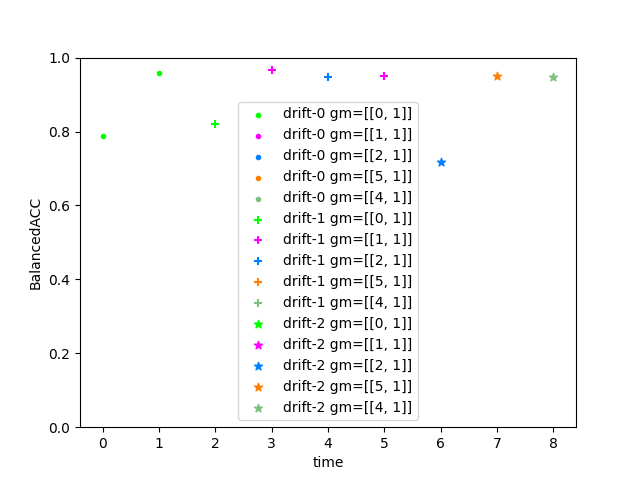 1.0
0.8
0.6
0.4
0.2
0.0
BalancedACC
drift-0 gm=[[0, 1]]
drift-0 gm=[[1, 1]]
drift-0 gm=[[2, 1]]
drift-0 gm=[[5, 1]]
drift-0 gm=[[4, 1]]
drift-1 gm=[[0, 1]]
drift-1 gm=[[1, 1]]
drift-1 gm=[[2, 1]]
drift-1 gm=[[5, 1]]
drift-1 gm=[[4, 1]]
drift-2 gm=[[0, 1]]
drift-2 gm=[[1, 1]]
drift-2 gm=[[2, 1]]
drift-2 gm=[[5, 1]]
drift-2 gm=[[4, 1]]
0 1 2 3 4 5 6 7 8
time